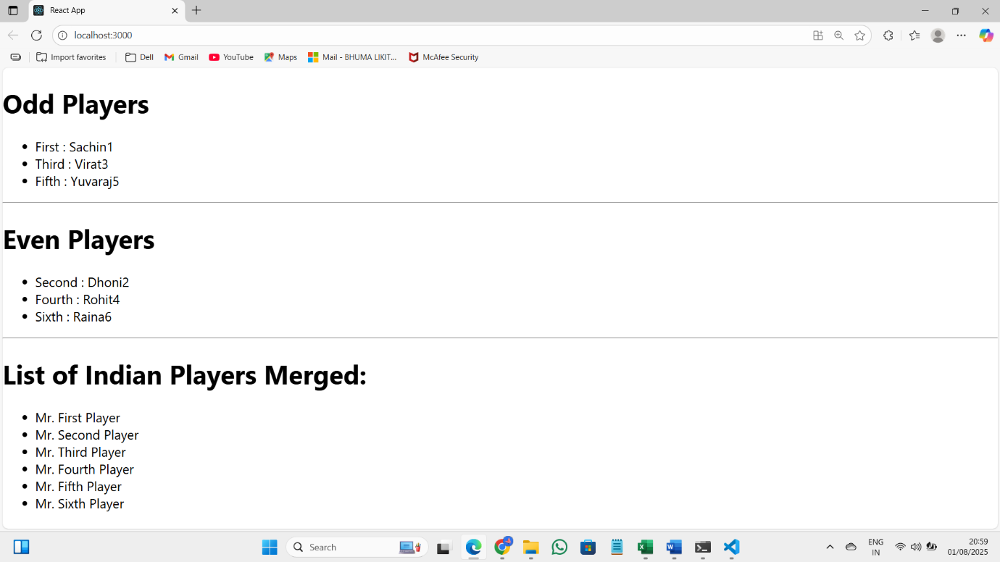 React App
localhost:3000
Import favorites
Dell
Gmail
YouTube
Maps
Mail - BHUMA LIKIT...
McAfee Security
Odd Players
First : Sachin1
Third : Virat3
Fifth : Yuvaraj5
Even Players
Second : Dhoni2
Fourth : Rohit4
Sixth : Raina6
List of Indian Players Merged:
Mr. First Player
Mr. Second Player
Mr. Third Player
Mr. Fourth Player
Mr. Fifth Player
Mr. Sixth Player
Search
ENG
IN
20:59
01/08/2025